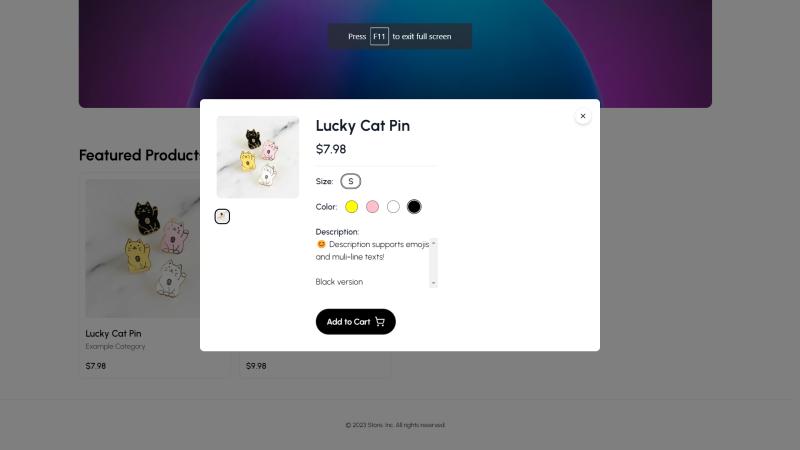 Press F11 to exit full screen
Lucky Cat Pin
$7.98
Size: S
Color:
Description:
😊 Description supports emojis
and muli-line texts!
Black version
Add to Cart
Featured Product
Lucky Cat Pin
Example Category
$7.98
$9.98
© 2023 Store, Inc. All rights reserved.